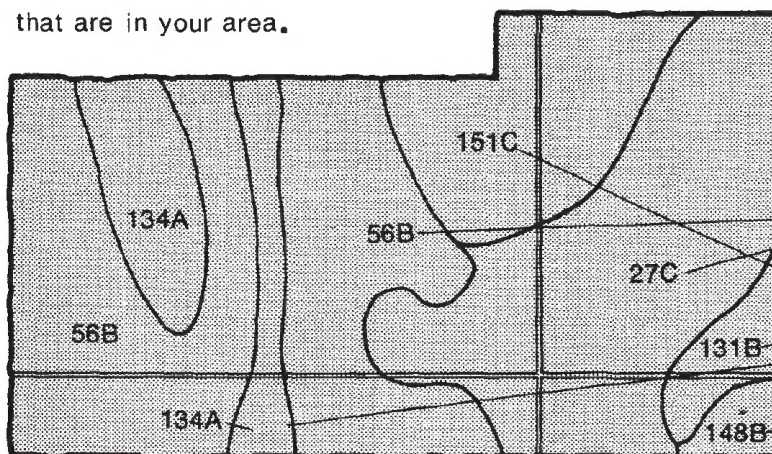 that are in your area.
151C
134A
56B
27C
56B
131B
134A
148B